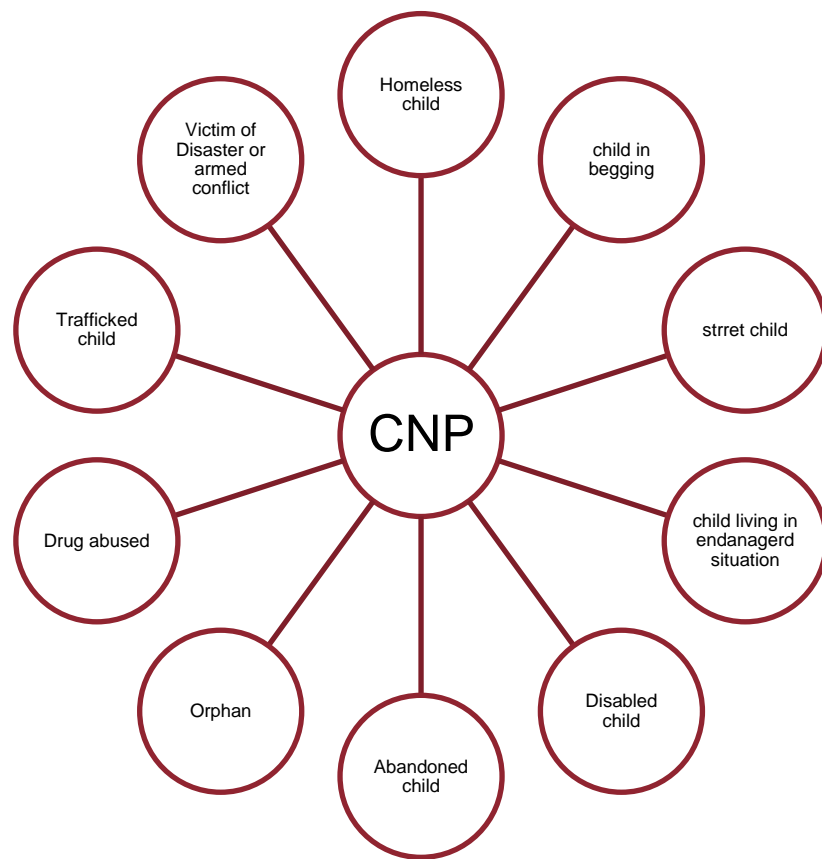 Homeless
child
child in
begging
strret child
child living in
endanagerd
situation
Disabled
child
Abandoned
child
Orphan
Drug abused
Trafficked
child
Victim of
Disaster or
armed
conflict
CNP